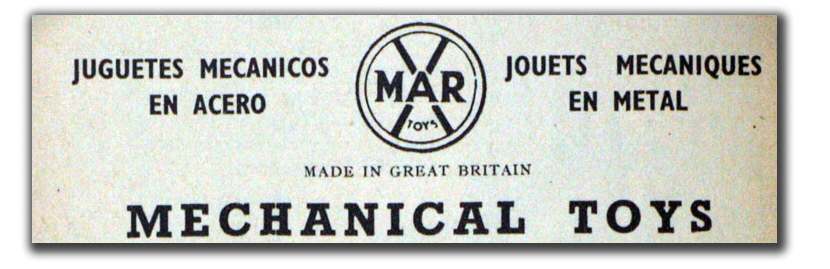 JUGUETES MECANICOS
EN ACERO
MAR
TOYS
JOUETS MECANIQUES
EN METAL
MADE IN GREAT BRITAIN
MECHANICAL TOYS